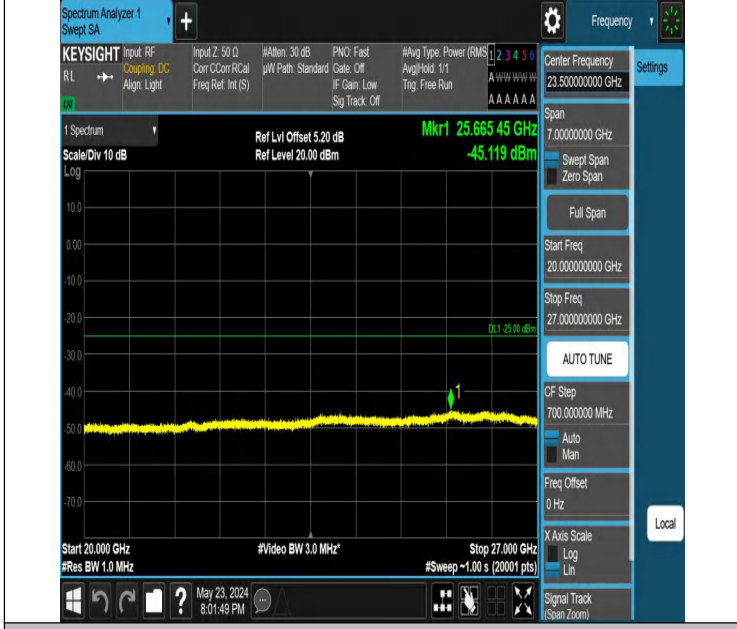 Spectrum Analyzer 1
Swept SA
Frequency
KEYSIGHT
RL
LXI
Input: RF
Coupling: DC
Align: Light
Input Z: 50 Ω
Corr CCorr RCal
Freq Ref: Int (S)
#Atten: 30 dB
µW Path: Standard
PNO: Fast
Gate: Off
IF Gain: Low
Sig Track: Off
#Avg Type: Power (RMS
Avg|Hold: 1/1
Trig: Free Run
1 2 3 4 5 6
A W W W W W
A A A A A A
1 Spectrum
Scale/Div 10 dB
Log
Ref Lvl Offset 5.20 dB
Ref Level 20.00 dBm
Mkr1 25.665 45 GHz
-45.119 dBm
10.0
0.00
-10.0
-20.0
DL1 -25.00 dBm
-30.0
-40.0
1
-50.0
-60.0
-70.0
Start 20.000 GHz
#Res BW 1.0 MHz
#Video BW 3.0 MHz*
Stop 27.000 GHz
#Sweep ~1.00 s (20001 pts)
?
May 23, 2024
8:01:49 PM
Center Frequency
23.500000000 GHz
Settings
Span
7.00000000 GHz
Swept Span
Zero Span
Full Span
Start Freq
20.000000000 GHz
Stop Freq
27.000000000 GHz
AUTO TUNE
CF Step
700.000000 MHz
Auto
Man
Freq Offset
0 Hz
X Axis Scale
Log
Lin
Local
Signal Track
(Span Zoom)